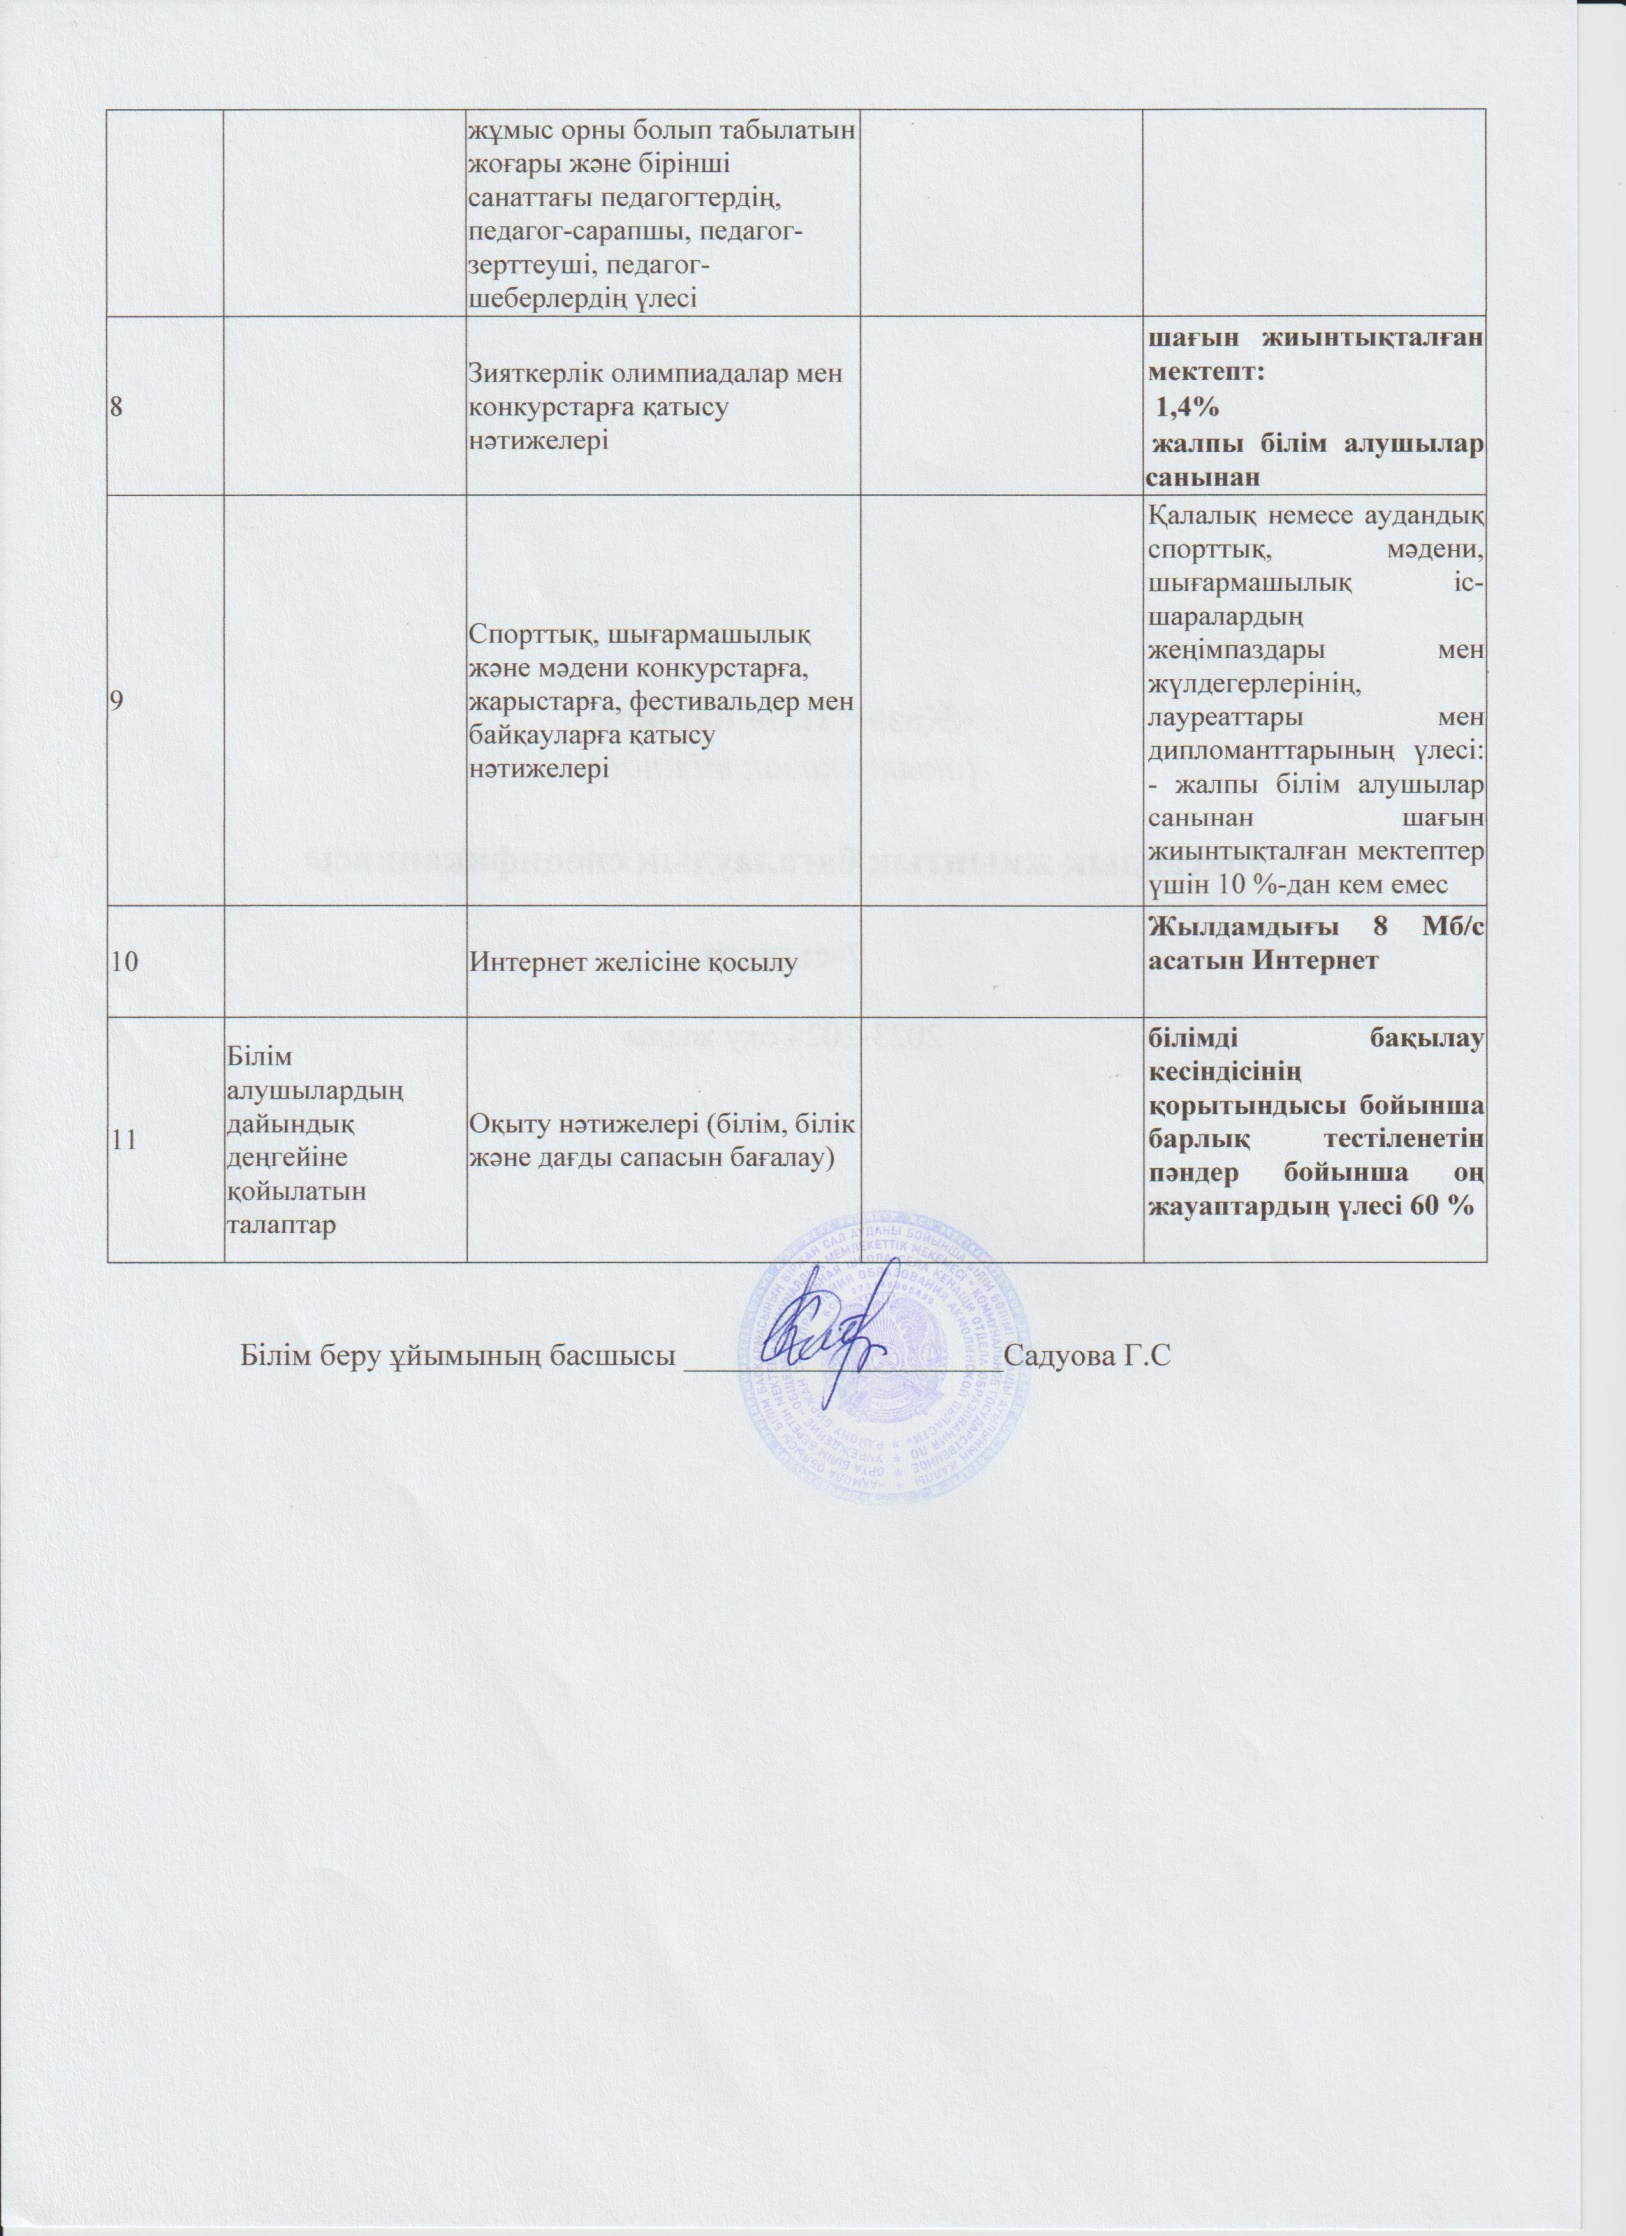 жұмыс орны болып табылатын
жоғары және бірінші
санаттағы педагогтердің,
педагог-сарапшы, педагог-
зерттеуші, педагог-
шеберлердің үлесі
8
Зияткерлік олимпиадалар мен
конкурстарға қатысу
нәтижелері
шағын жиынтықталған
мектепт:
1,4%
жалпы білім алушылар
санынан
9
Спорттық, шығармашылық
және мәдени конкурстарға,
жарыстарға, фестивальдер мен
байқауларға қатысу
нәтижелері
Қалалық немесе аудандық
спорттық, мәдени,
шығармашылық іс-
шаралардың
жеңімпаздары мен
жүлдегерлерінің,
лауреаттары мен
дипломанттарының үлесі:
- жалпы білім алушылар
санынан шағын
жиынтықталған мектептер
үшін 10 %-дан кем емес
10
Интернет желісіне қосылу
Жылдамдығы 8 Мб/с
асатын Интернет
11
Білім
алушылардың
дайындық
деңгейіне
қойылатын
талаптар
Оқыту нәтижелері (білім, білік
және дағды сапасын бағалау)
білімді бақылау
кесіндісінің
қорытындысы бойынша
барлық тестіленетін
пәндер бойынша оң
жауаптардың үлесі 60 %
Білім беру ұйымының басшысы ____________________Садуова Г.С